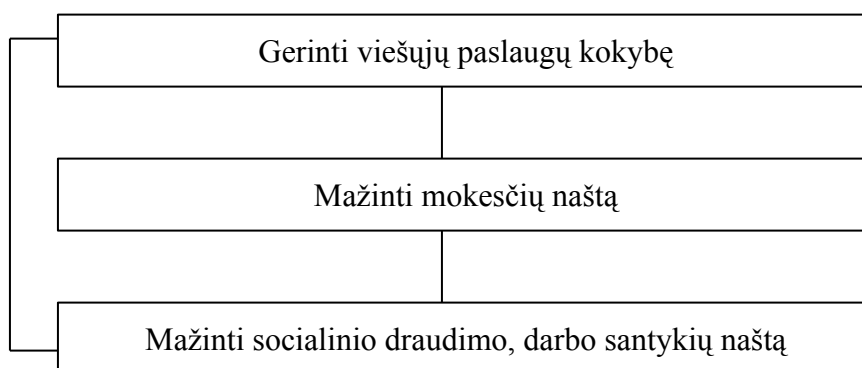 Gerinti viešųjų paslaugų kokybę
Mažinti mokesčių naštą
Mažinti socialinio draudimo, darbo santykių naštą